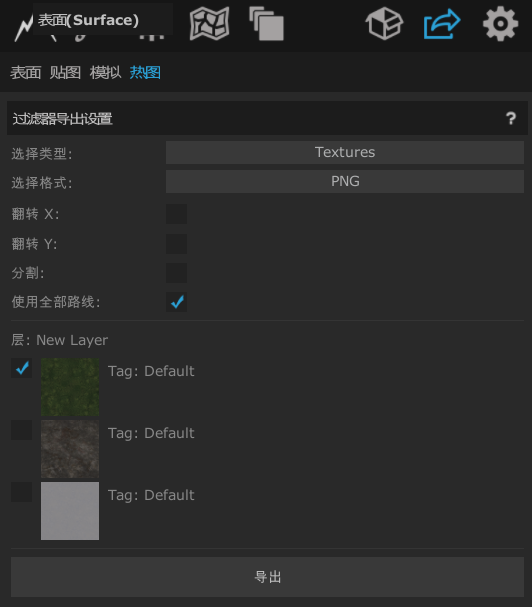 表面(Surface)
表面 贴图 模拟 热图
过滤器导出设置 ?
选择类型: Textures
选择格式: PNG
翻转 X:
翻转 Y:
分割:
使用全部路线:
层: New Layer
Tag: Default
Tag: Default
Tag: Default
导出